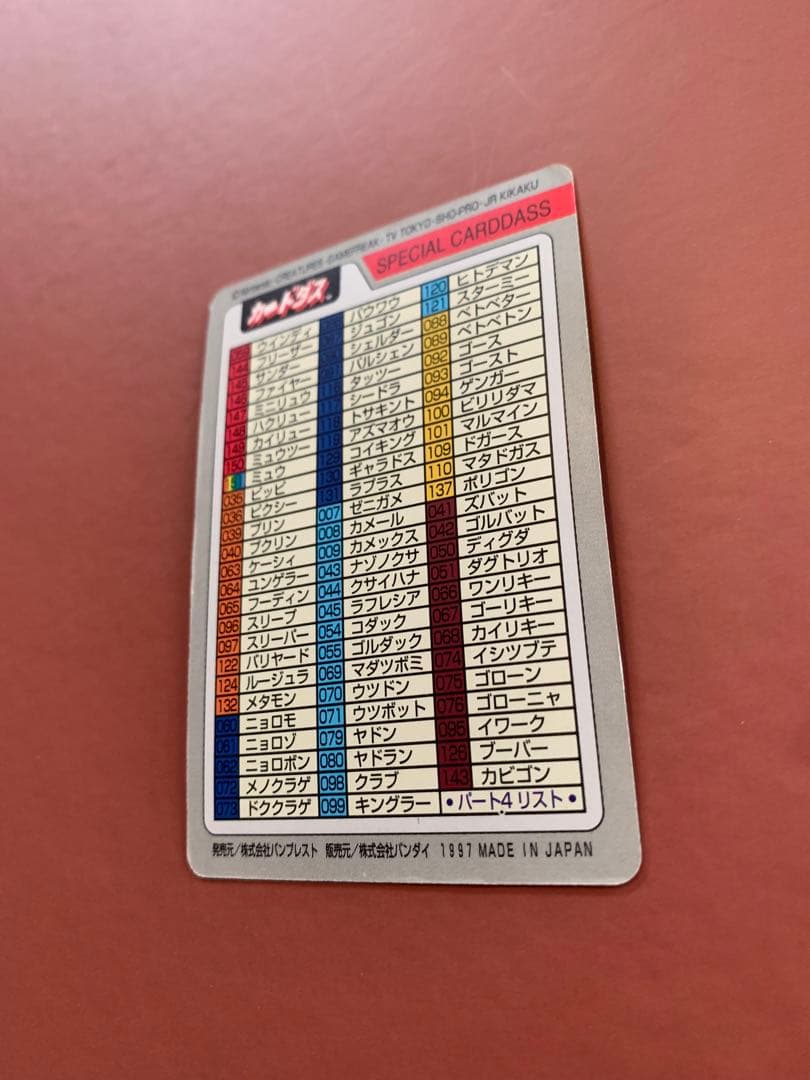 ©Nintendo・CREATURES・GAMEFREAK・TV TOKYO・SHO-PRO・JR KIKAKU
SPECIAL CARDDASS
カードダス
ウインディ
144 フリーザー
145 サンダー
146 ファイヤー
147 ミニリュウ
148 ハクリュー
149 カイリュー
150 ミュウツー
151 ミュウ
035 ピッピ
036 ピクシー
039 プリン
040 プクリン
063 ケーシィ
064 ユンゲラー
065 フーディン
096 スリープ
097 スリーパー
122 バリヤード
124 ルージュラ
132 メタモン
060 ニョロモ
061 ニョロゾ
062 ニョロボン
072 メノクラゲ
073 ドククラゲ
パウワウ
ジュゴン
シェルダー
パルシェン
116 タッツー
117 シードラ
118 トサキント
119 アズマオウ
129 コイキング
130 ギャラドス
131 ラプラス
007 ゼニガメ
008 カメール
009 カメックス
043 ナゾノクサ
044 クサイハナ
045 ラフレシア
054 コダック
055 ゴルダック
069 マダツボミ
070 ウツドン
071 ウツボット
079 ヤドン
080 ヤドラン
098 クラブ
099 キングラー
120 ヒトデマン
121 スターミー
088 ベトベター
089 ベトベトン
092 ゴース
093 ゴースト
094 ゲンガー
100 ビリリダマ
101 マルマイン
109 ドガース
110 マタドガス
137 ポリゴン
041 ズバット
042 ゴルバット
050 ディグダ
051 ダグトリオ
066 ワンリキー
067 ゴーリキー
068 カイリキー
074 イシツブテ
075 ゴローン
076 ゴローニャ
095 イワーク
126 ブーバー
143 カビゴン
・パート4 リスト・
発売元／株式会社バンプレスト 販売元／株式会社バンダイ 1997 MADE IN JAPAN